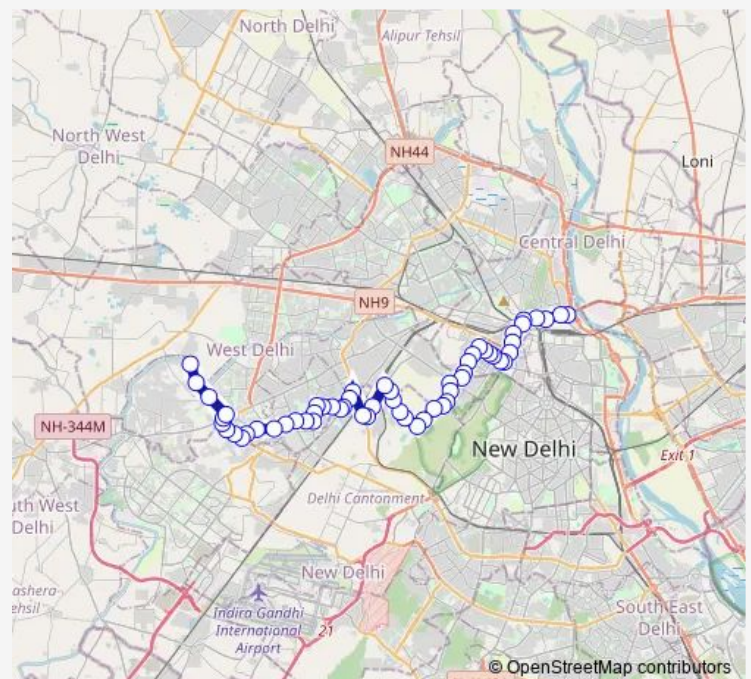 North Delhi
Alipur Tehsil
North West
Delhi
NH44
Loni
Central Delhi
NH9
West Delhi
NH-344M
New Delhi
Exit 1
uth West
Delhi
Delhi Cantonment
New Delhi
ashera
ehsil
Indira Gandhi
International
Airport
21
South East
Delhi
© OpenStreetMap contributors